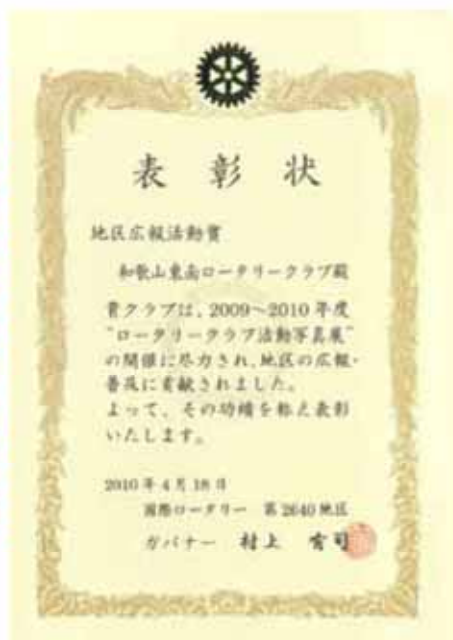 表彰状
地区広報活動賞
和歌山東南ロータリークラブ殿
貴クラブは、2009～2010年度
"ロータリークラブ活動写真展"
の開催に尽力され、地区の広報・
普及に貢献されました。
よって、その功績を称え表彰
いたします。
2010年4月18日
国際ロータリー 第2640地区
ガバナー 村上 有司